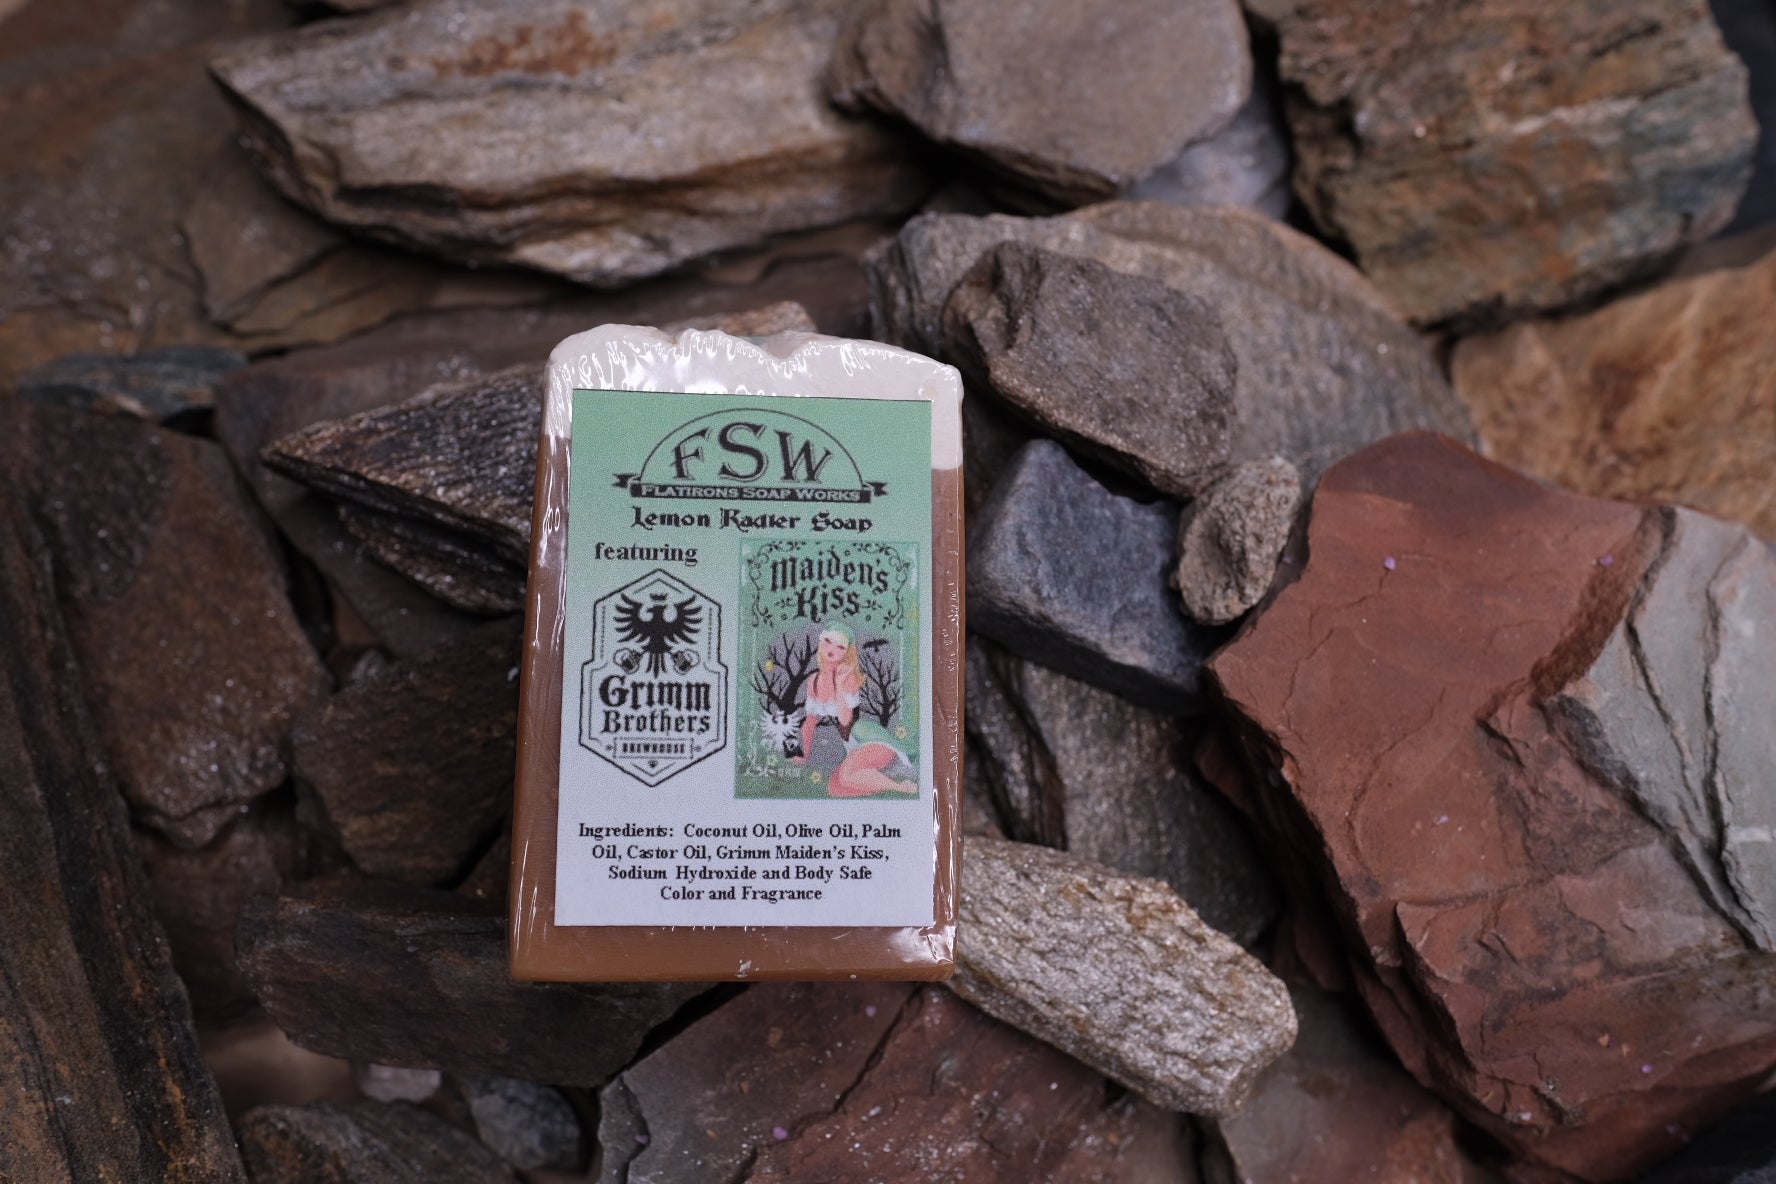 FSW
FLATIRONS SOAP WORKS
Lemon Radler Soap
featuring
Grimm
Brothers
BREWHOUSE
Maiden's
Kiss
Ingredients: Coconut Oil, Olive Oil, Palm
Oil, Castor Oil, Grimm Maiden's Kiss,
Sodium Hydroxide and Body Safe
Color and Fragrance